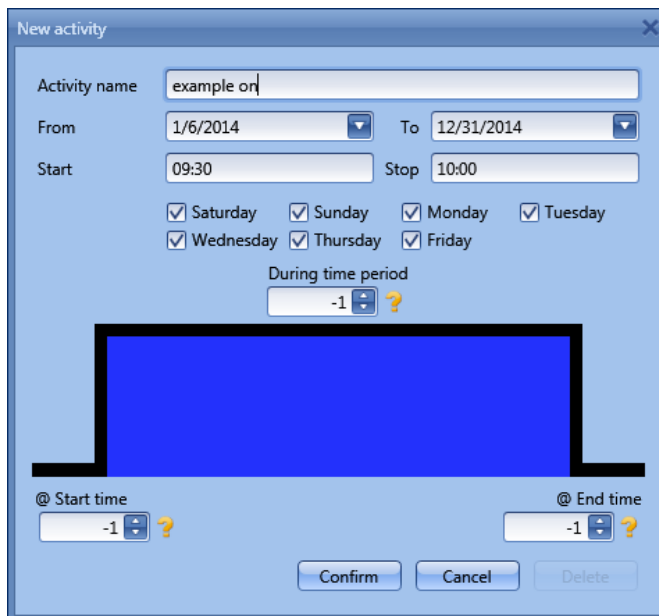 New activity
Activity name example on
From 1/6/2014 To 12/31/2014
Start 09:30 Stop 10:00
Saturday Sunday Monday Tuesday
Wednesday Thursday Friday
During time period
-1 ?
@ Start time @ End time
-1 ? -1 ?
Confirm Cancel Delete